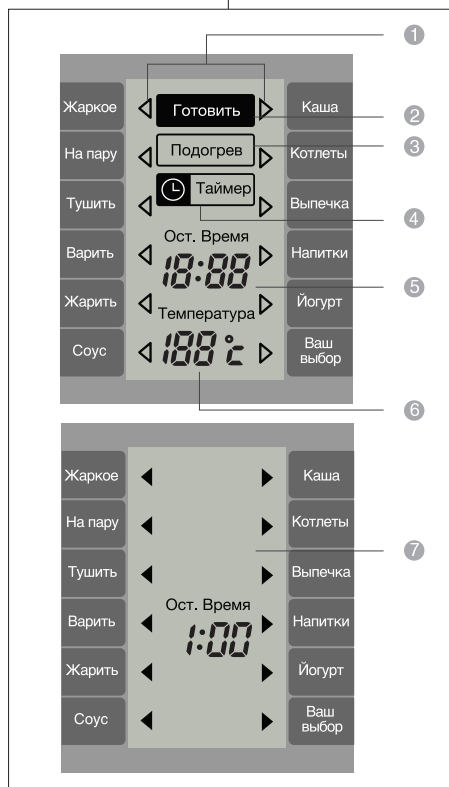 1
Жаркое
Готовить
Каша
2
3
На пару
Подогрев
Котлеты
Тушить
Таймер
Выпечка
4
Ост. Время
Варить
18:88
Напитки
5
Жарить
Температура
Йогурт
Соус
188 °c
Ваш
выбор
6
Жаркое
Каша
На пару
Котлеты
7
Тушить
Выпечка
Ост. Время
Варить
1:00
Напитки
Жарить
Йогурт
Соус
Ваш
выбор